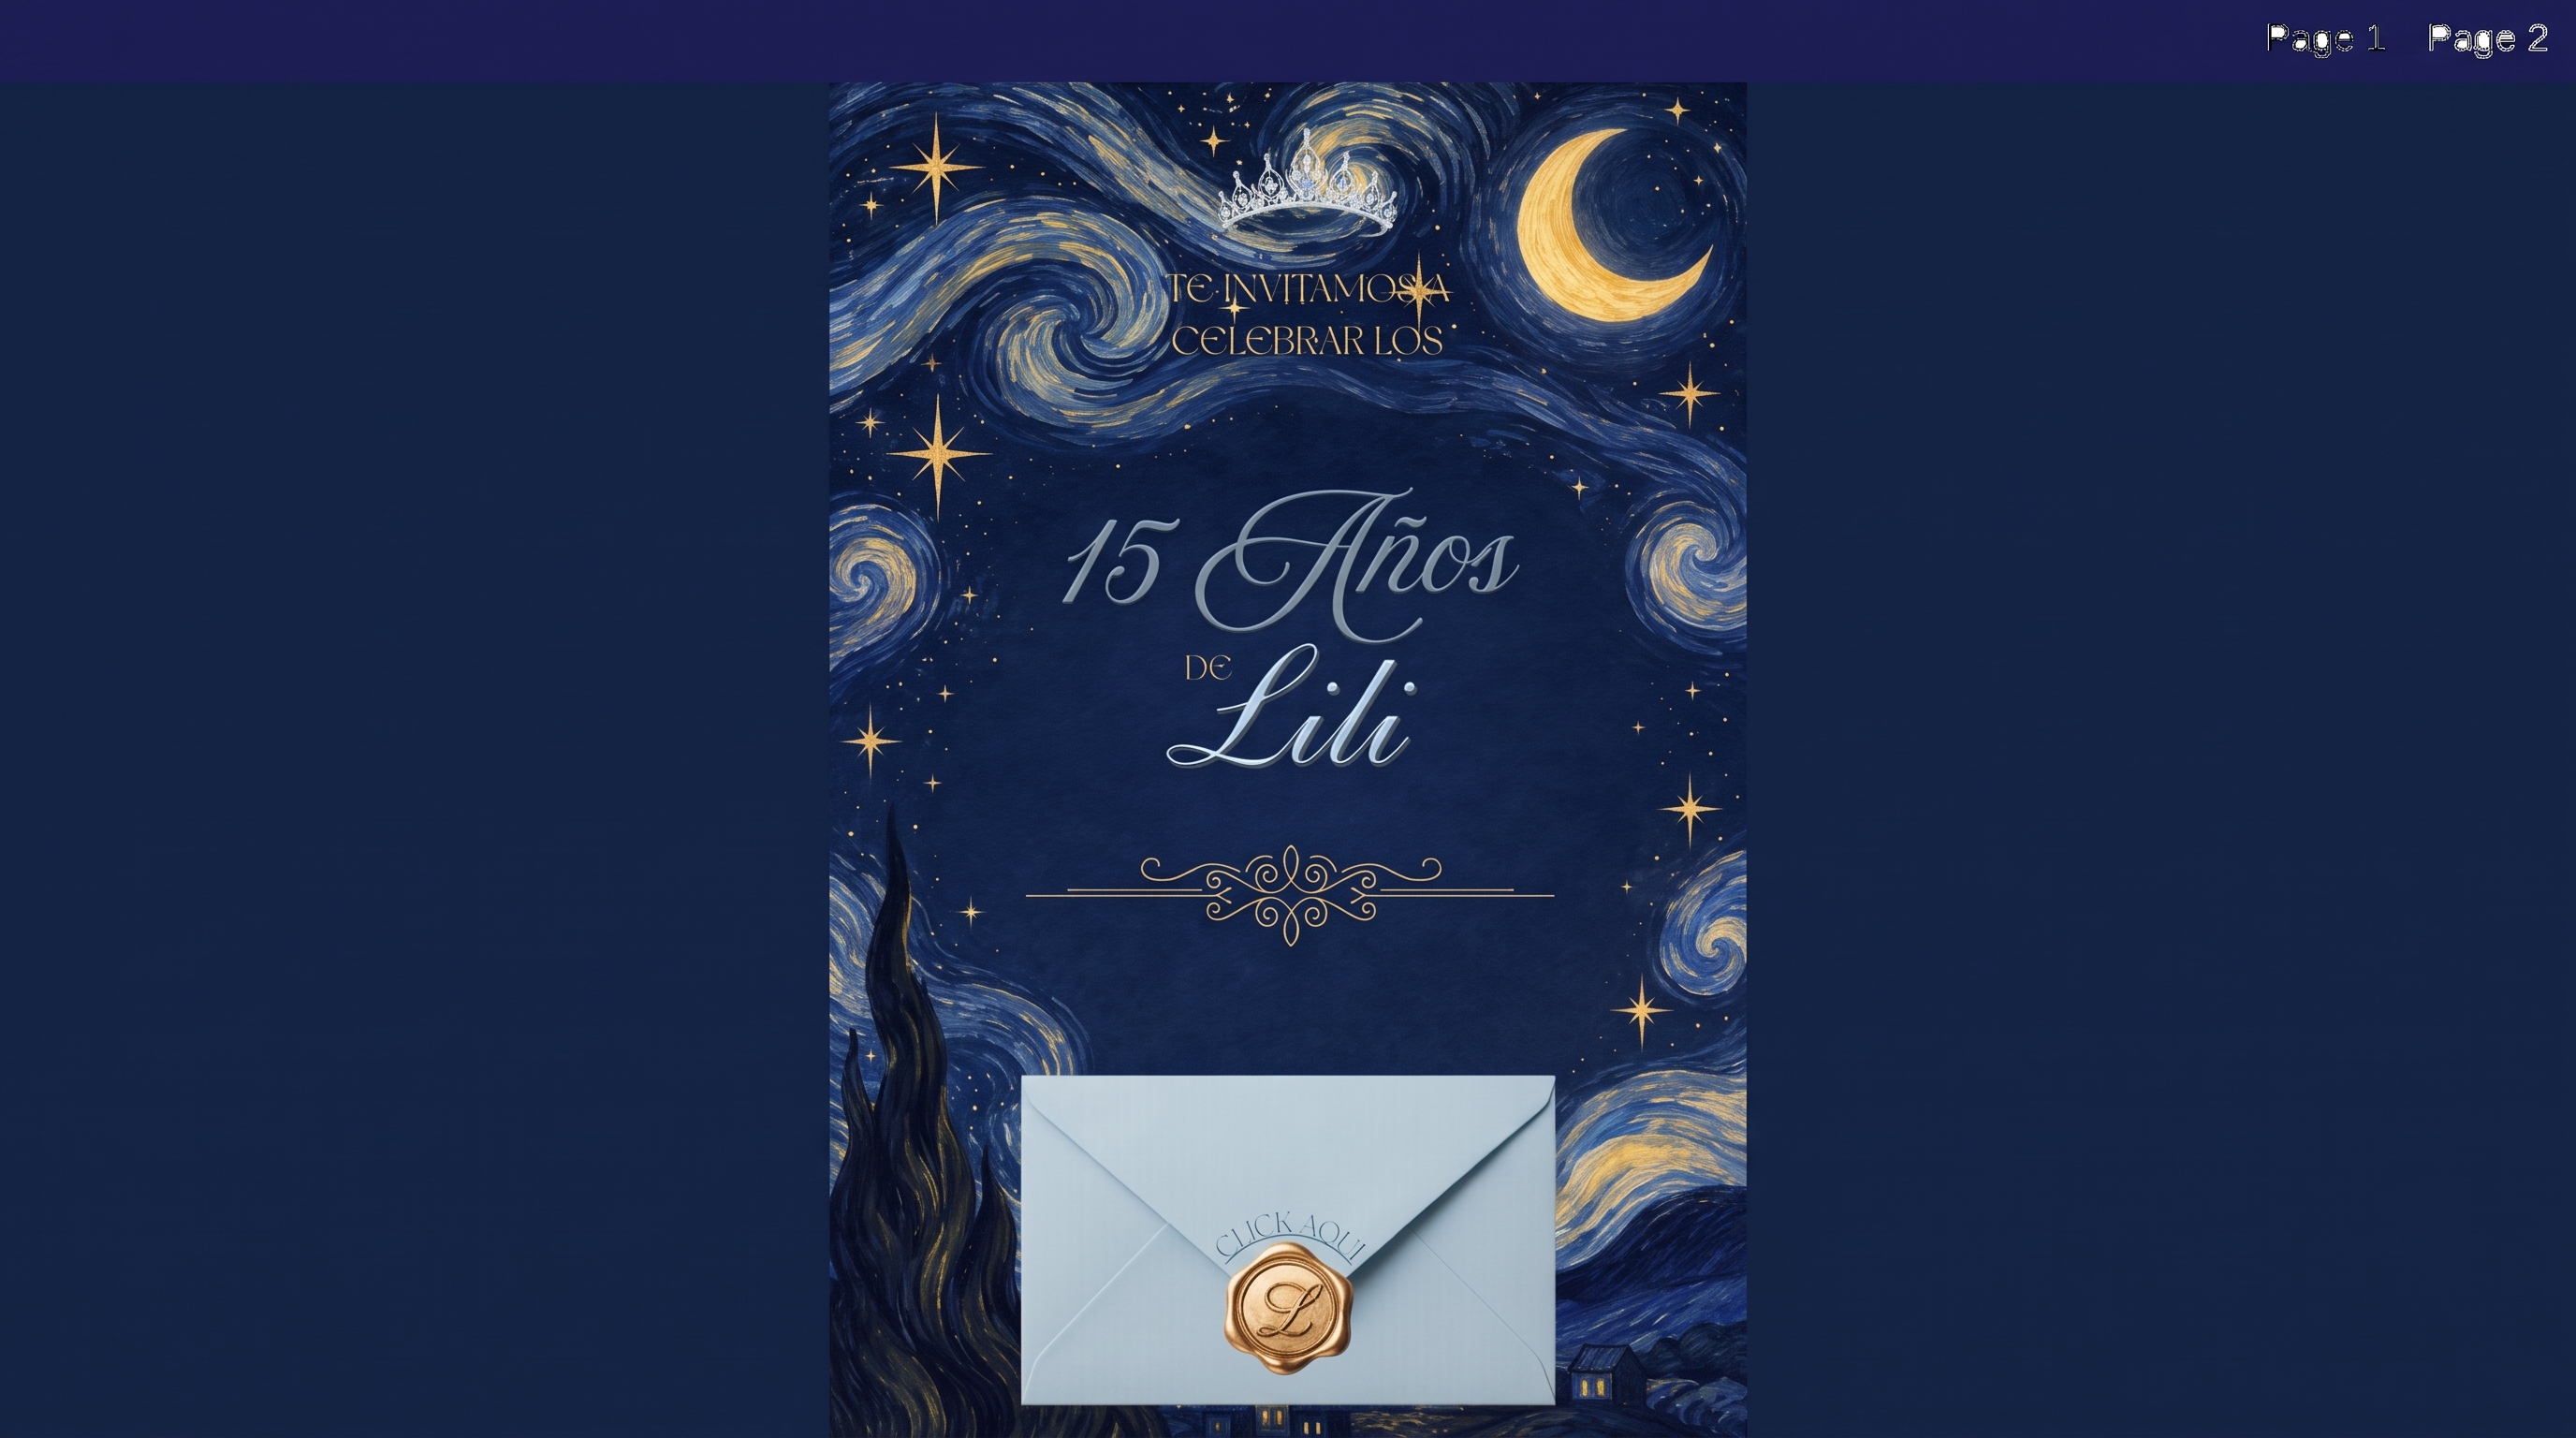 Page 1 Page 2
TE INVITAMOS A
CELEBRAR LOS
15 Años
DE
Lili
CLICK AQUI
L